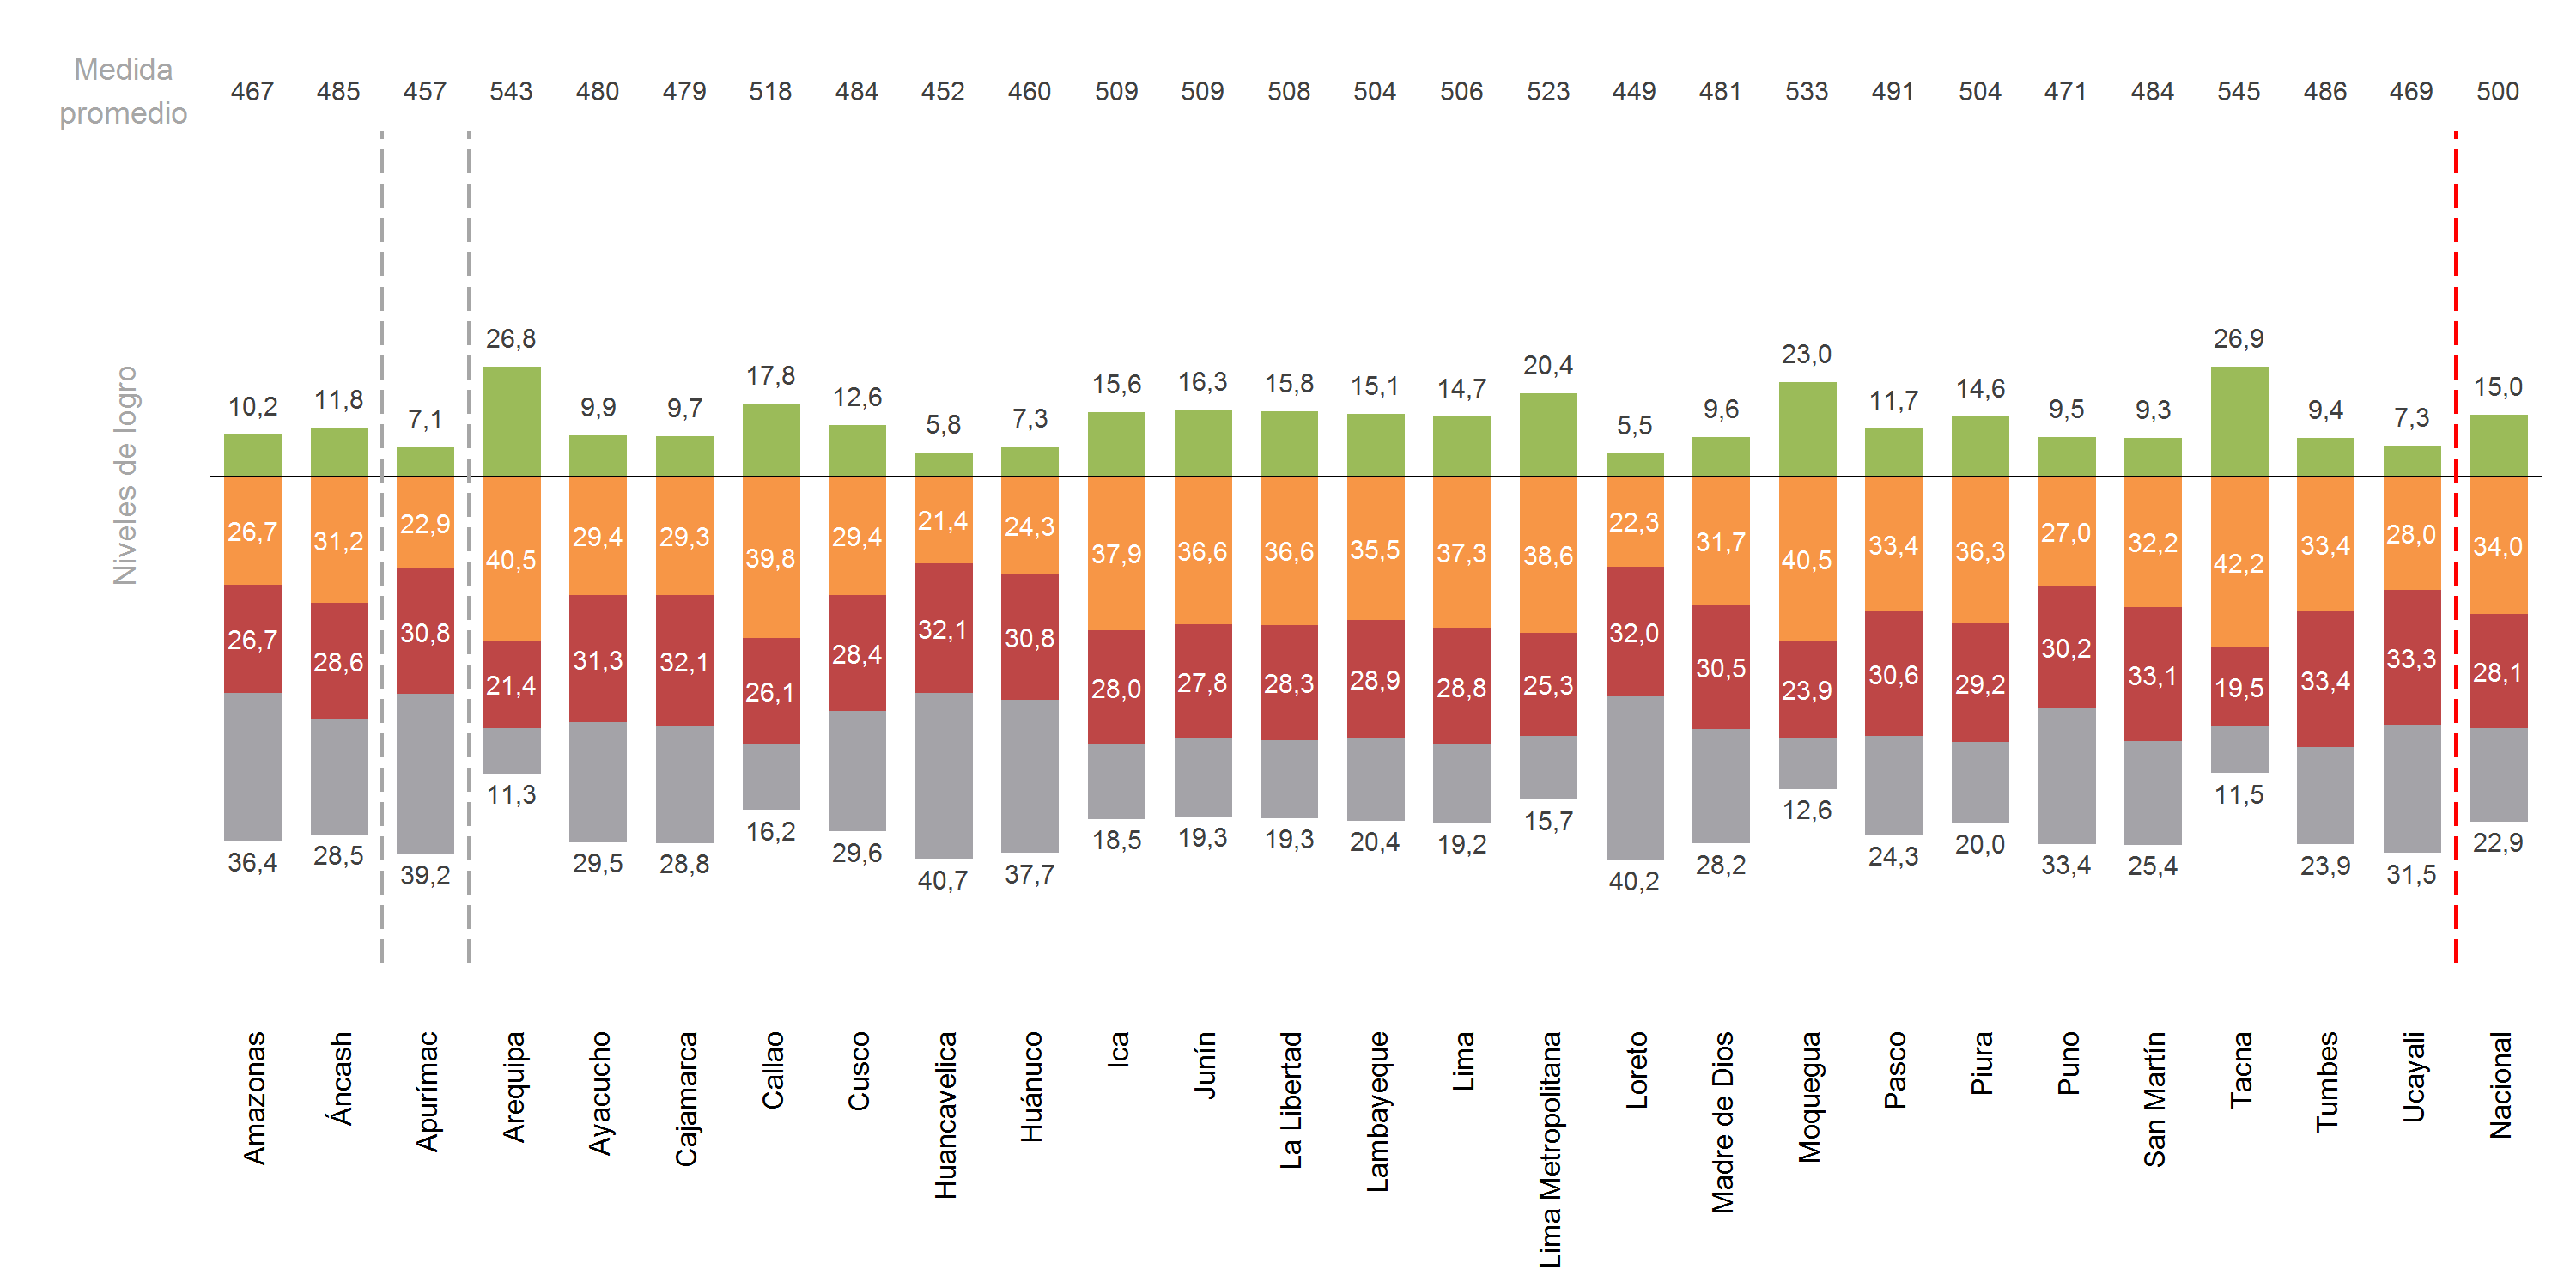 Medida
promedio
467 485 457 543 480 479 518 484 452 460 509 509 508 504 506 523 449 481 533 491 504 471 484 545 486 469 500
Niveles de logro
10,2 11,8 7,1 26,8 9,9 9,7 17,8 12,6 5,8 7,3 15,6 16,3 15,8 15,1 14,7 20,4 5,5 9,6 23,0 11,7 14,6 9,5 9,3 26,9 9,4 7,3 15,0
26,7 31,2 22,9 40,5 29,4 29,3 39,8 29,4 21,4 24,3 37,9 36,6 36,6 35,5 37,3 38,6 22,3 31,7 40,5 33,4 36,3 27,0 32,2 42,2 33,4 28,0 34,0
26,7 28,6 30,8 21,4 31,3 32,1 26,1 28,4 32,1 30,8 28,0 27,8 28,3 28,9 28,8 25,3 32,0 30,5 23,9 30,6 29,2 30,2 33,1 19,5 33,4 33,3 28,1
36,4 28,5 39,2 11,3 29,5 28,8 16,2 29,6 40,7 37,7 18,5 19,3 19,3 20,4 19,2 15,7 40,2 28,2 12,6 24,3 20,0 33,4 25,4 11,5 23,9 31,5 22,9
Amazonas
Áncash
Apurímac
Arequipa
Ayacucho
Cajamarca
Callao
Cusco
Huancavelica
Huánuco
Ica
Junín
La Libertad
Lambayeque
Lima
Lima Metropolitana
Loreto
Madre de Dios
Moquegua
Pasco
Piura
Puno
San Martín
Tacna
Tumbes
Ucayali
Nacional